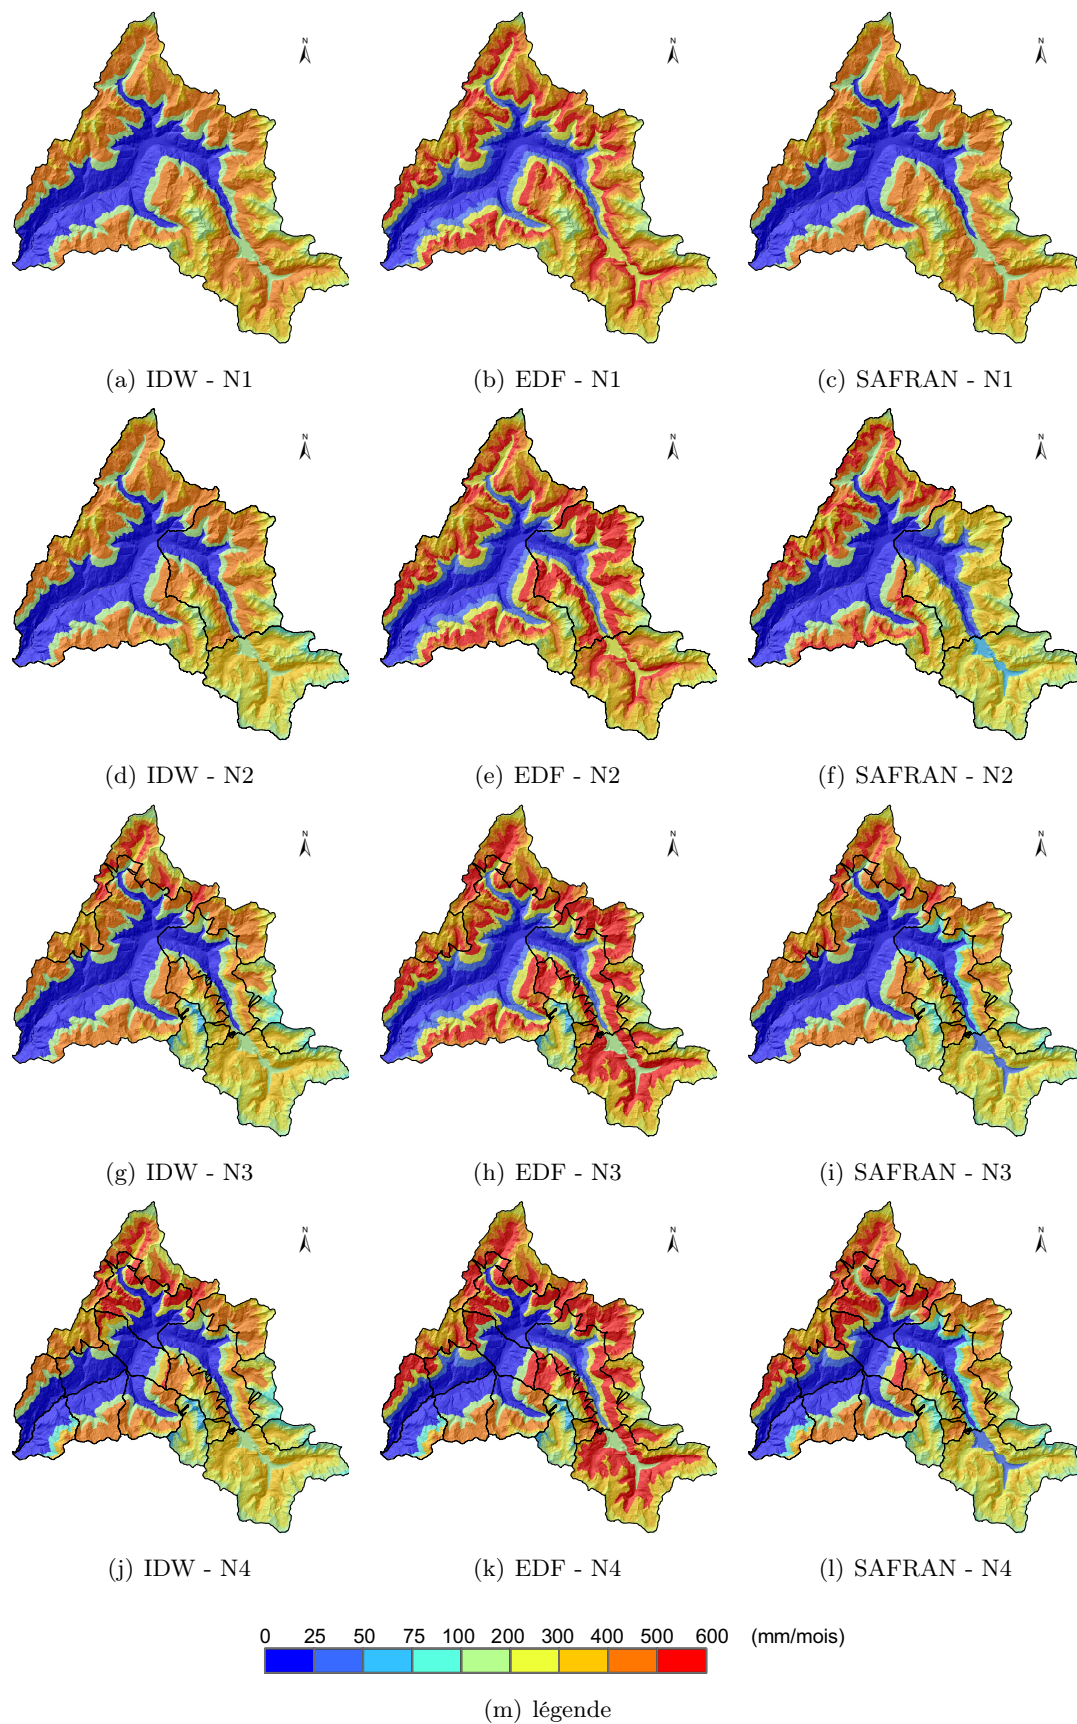 N N N
(a) IDW - N1 (b) EDF - N1 (c) SAFRAN - N1
N N N
(d) IDW - N2 (e) EDF - N2 (f) SAFRAN - N2
N N N
(g) IDW - N3 (h) EDF - N3 (i) SAFRAN - N3
N N N
(j) IDW - N4 (k) EDF - N4 (l) SAFRAN - N4
0 25 50 75 100 200 300 400 500 600 (mm/mois)
(m) légende